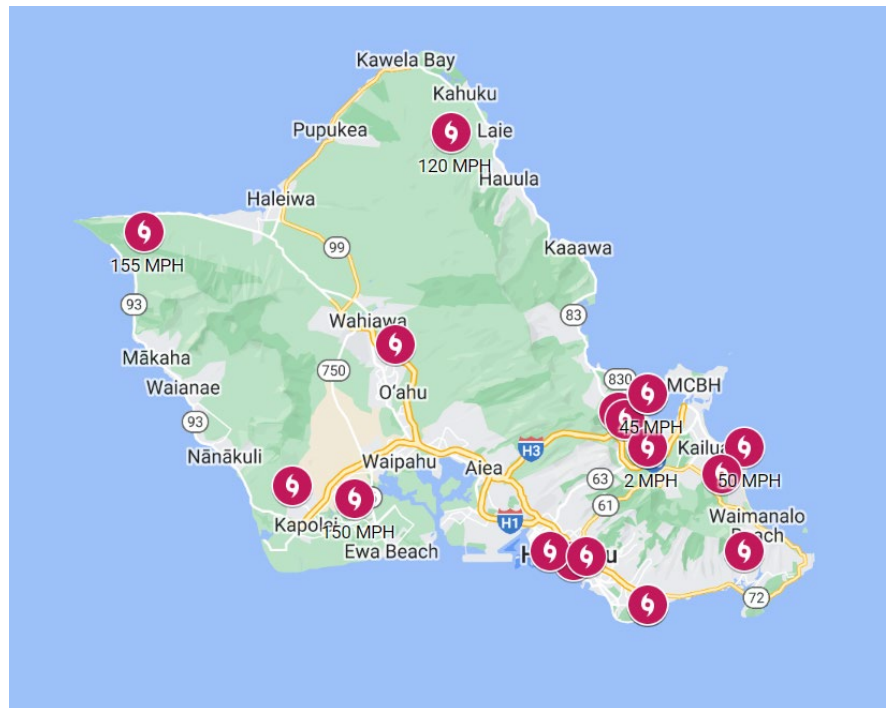 Kawela Bay
Kahuku
Pupukea
Laie
120 MPH
Hauula
Haleiwa
155 MPH
99
Kaaawa
93
83
Wahiawa
Mākaha
750
830
MCBH
Waianae
O‘ahu
45 MPH
93
Nānākuli
Waipahu
Aiea
H3
63
2 MPH
Kailua
50 MPH
61
Kapolei
150 MPH
H1
Waimanalo
Beach
Ewa Beach
72